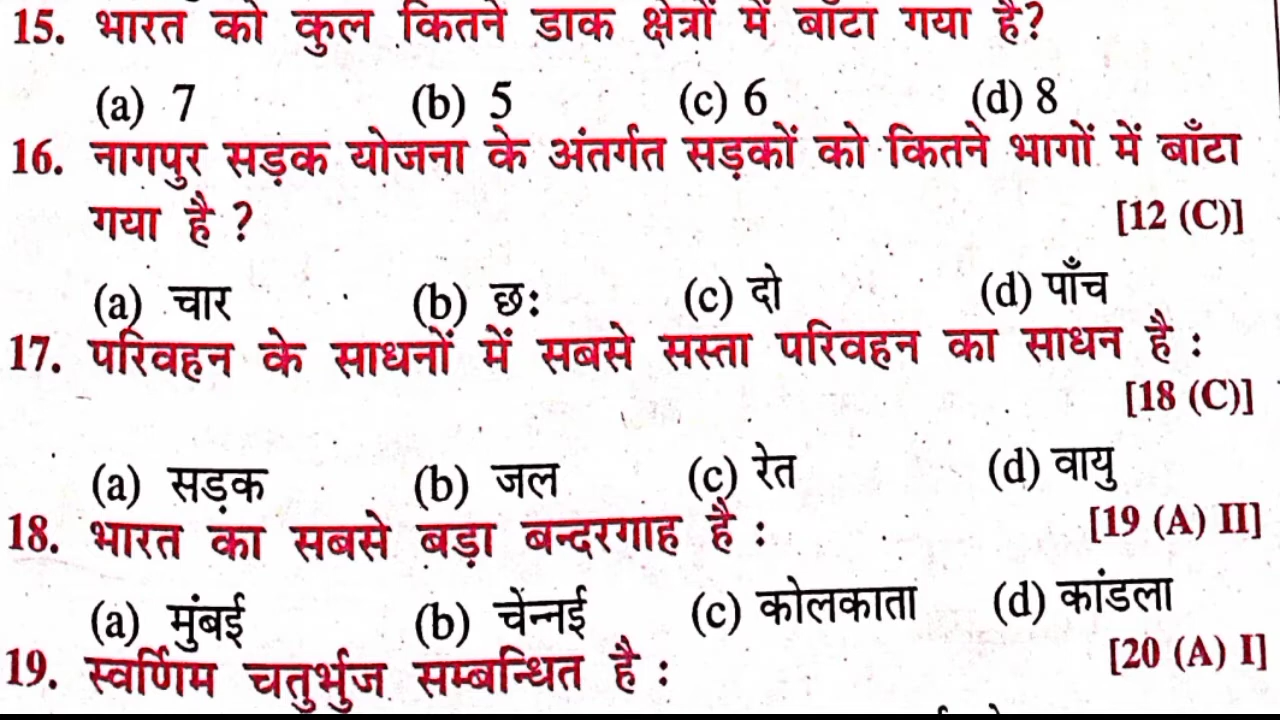 15. भारत को कुल कितने डाक क्षेत्रों में बाँटा गया है?
(a) 7 (b) 5 (c) 6 (d) 8
16. नागपुर सड़क योजना के अंतर्गत सड़कों को कितने भागों में बाँटा
गया है ? [12 (C)]
(a) चार (b) छः (c) दो (d) पाँच
17. परिवहन के साधनों में सबसे सस्ता परिवहन का साधन है :
[18 (C)]
(a) सड़क (b) जल (c) रेत (d) वायु
18. भारत का सबसे बड़ा बन्दरगाह है : [19 (A) II]
(a) मुंबई (b) चेन्नई (c) कोलकाता (d) कांडला
19. स्वर्णिम चतुर्भुज सम्बन्धित है : [20 (A) I]